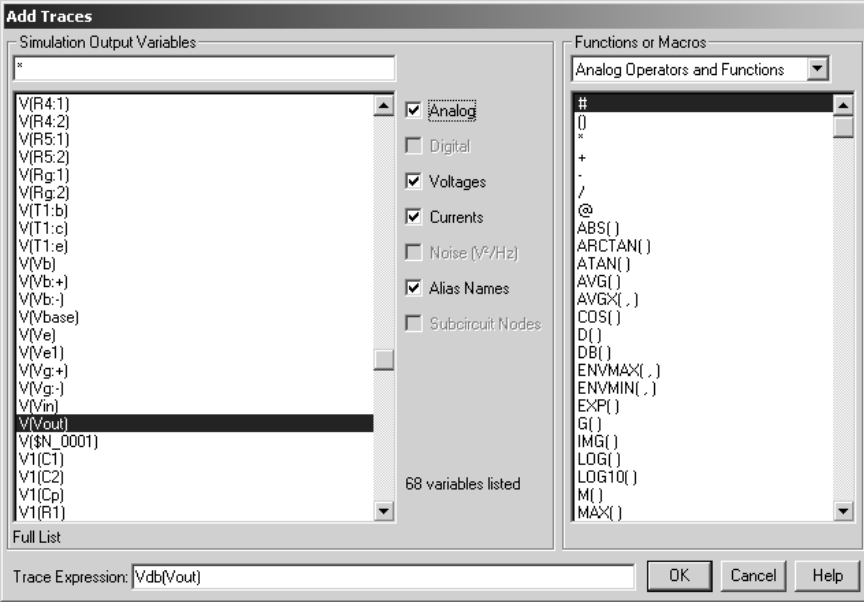 Add Traces
Simulation Output Variables
*
V(R4:1)
V(R4:2)
V(R5:1)
V(R5:2)
V(Rg:1)
V(Rg:2)
V(T1:b)
V(T1:c)
V(T1:e)
V(Vb)
V(Vb:+)
V(Vb:-)
V(Vbase)
V(Ve)
V(Ve1)
V(Vg:+)
V(Vg:-)
V(Vin)
V(Vout)
V($N_0001)
V1(C1)
V1(C2)
V1(Cp)
V1(R1)
Full List
Analog
Digital
Voltages
Currents
Noise (V²/Hz)
Alias Names
Subcircuit Nodes
68 variables listed
Functions or Macros
Analog Operators and Functions
#
()
*
+
-
/
@
ABS( )
ARCTAN( )
ATAN( )
AVG( )
AVGX( , )
COS( )
D( )
DB( )
ENVMAX( , )
ENVMIN( , )
EXP( )
G( )
IMG( )
LOG( )
LOG10( )
M( )
MAX( )
Trace Expression: Vdb(Vout)
OK Cancel Help